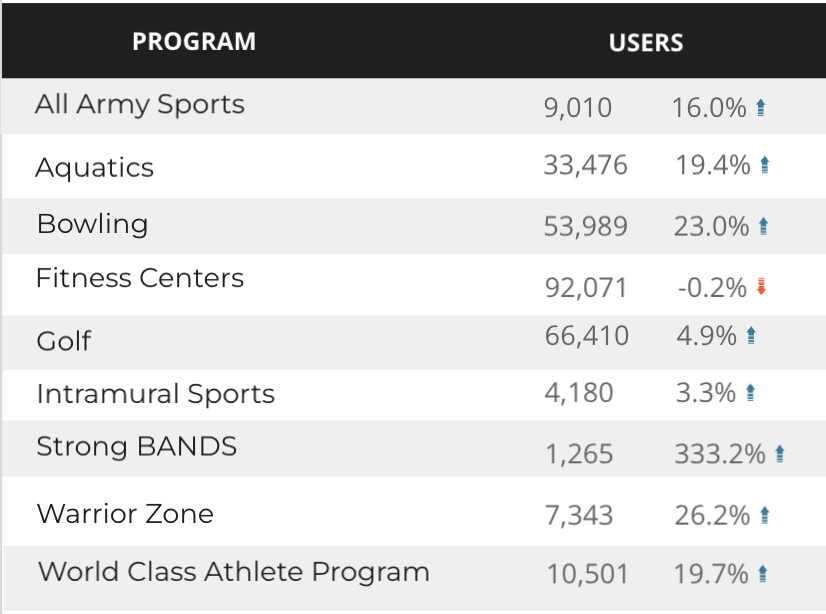 PROGRAM USERS
All Army Sports 9,010 16.0%
Aquatics 33,476 19.4%
Bowling 53,989 23.0%
Fitness Centers 92,071 -0.2%
Golf 66,410 4.9%
Intramural Sports 4,180 3.3%
Strong BANDS 1,265 333.2%
Warrior Zone 7,343 26.2%
World Class Athlete Program 10,501 19.7%